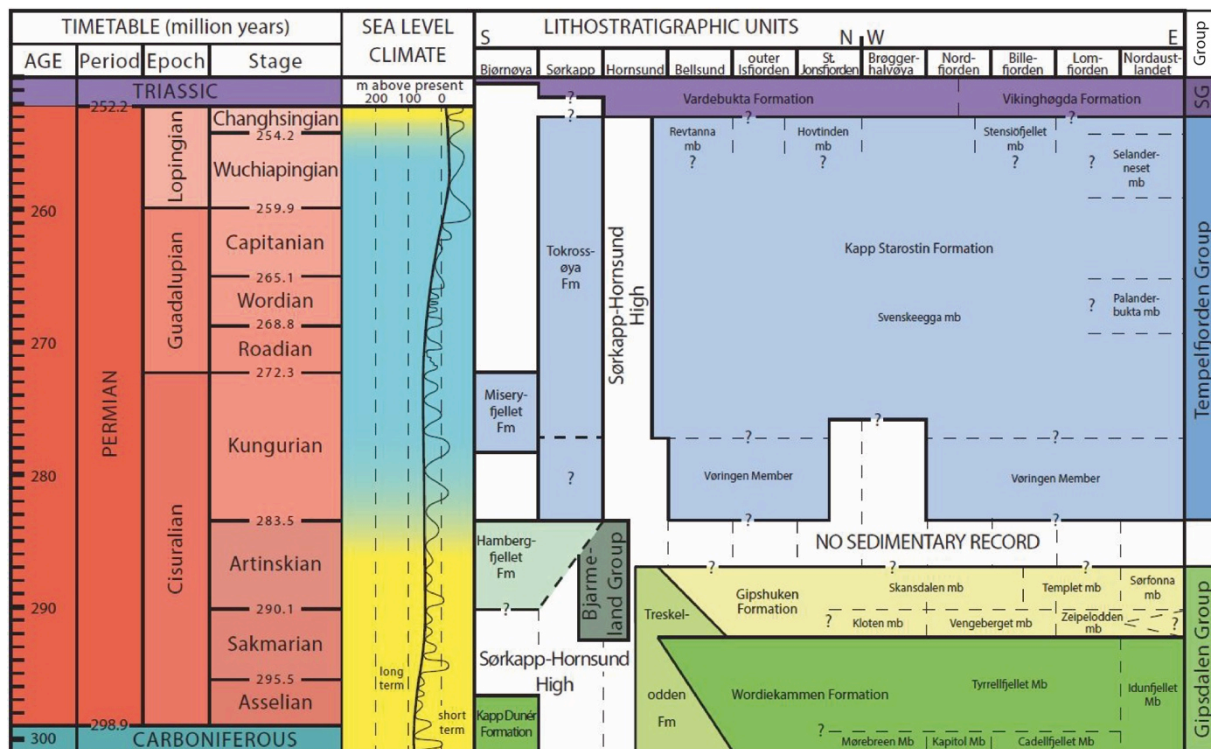 TIMETABLE (million years)
SEA LEVEL
CLIMATE
LITHOSTRATIGRAPHIC UNITS
Group
AGE
Period
Epoch
Stage
S
N
W
E
Bjørnøya
Sørkapp
Hornsund
Bellsund
outer
Isfjorden
St.
Jonsfjorden
Brøgger-
halvøya
Nord-
fjorden
Bille-
fjorden
Lom-
fjorden
Nordaust-
landet
TRIASSIC
m above present
200 100 0
?
Vardebukta Formation
Vikinghøgda Formation
SG
252.2
Changhsingian
254.2
Wuchiapingian
259.9
Capitanian
265.1
Wordian
268.8
Roadian
272.3
Kungurian
283.5
Artinskian
290.1
Sakmarian
295.5
Asselian
298.9
CARBONIFEROUS
Lopingian
Guadalupian
Cisuralian
PERMIAN
260
270
280
290
300
long
term
short
term
?
?
?
Revtanna
mb
?
Hovtinden
mb
?
Stensiöfjellet
mb
?
?
Selander-
neset
mb
Kapp Starostin Formation
Tokross-
øya
Fm
?
Svenskeegga mb
?
Palander-
bukta mb
Sørkapp-Hornsund
High
Misery-
fjellet
Fm
?
?
?
?
Vøringen Member
Vøringen Member
?
?
?
Tempelfjorden Group
NO SEDIMENTARY RECORD
Hamberg-
fjellet
Fm
?
Bjarme-
land Group
?
?
?
Gipshuken
Formation
Skansdalen mb
Templet mb
Sørfonna
mb
Treskel-
?
Kloten mb
Vengeberget mb
Zeipelodden
mb
?
Sørkapp-Hornsund
High
odden
Fm
Wordiekammen Formation
Tyrrellfjellet Mb
Idunfjellet
Mb
Kapp Dunér
Formation
?
Mørebreen Mb
Kapitol Mb
Cadellfjellet Mb
Gipsdalen Group